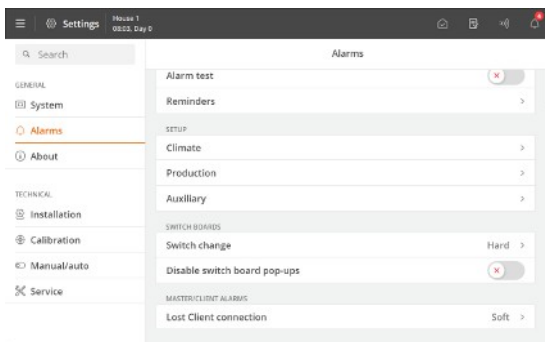 Settings
House 1
08:03, Day 0
4
Search
Alarms
GENERAL
System
Alarms
About
TECHNICAL
Installation
Calibration
Manual/auto
Service
Alarm test
Reminders
SETUP
Climate
Production
Auxiliary
SWITCH BOARDS
Switch change Hard
Disable switch board pop-ups
MASTER/CLIENT ALARMS
Lost Client connection Soft